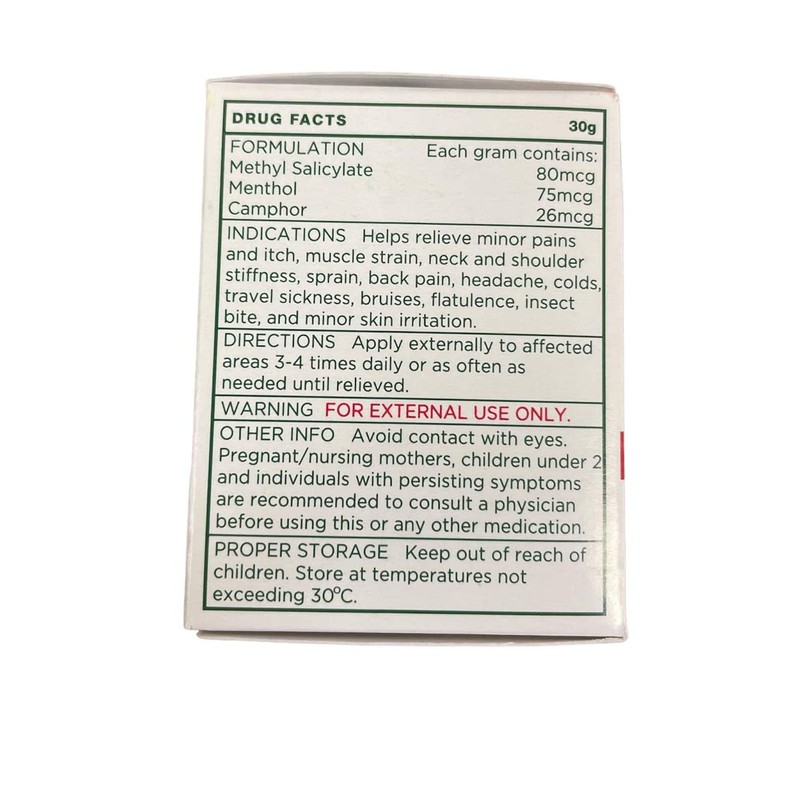 DRUG FACTS 30g
FORMULATION Each gram contains:
Methyl Salicylate 80mcg
Menthol 75mcg
Camphor 26mcg
INDICATIONS Helps relieve minor pains
and itch, muscle strain, neck and shoulder
stiffness, sprain, back pain, headache, colds,
travel sickness, bruises, flatulence, insect
bite, and minor skin irritation.
DIRECTIONS Apply externally to affected
areas 3-4 times daily or as often as
needed until relieved.
WARNING FOR EXTERNAL USE ONLY.
OTHER INFO Avoid contact with eyes.
Pregnant/nursing mothers, children under 2
and individuals with persisting symptoms
are recommended to consult a physician
before using this or any other medication.
PROPER STORAGE Keep out of reach of
children. Store at temperatures not
exceeding 30°C.